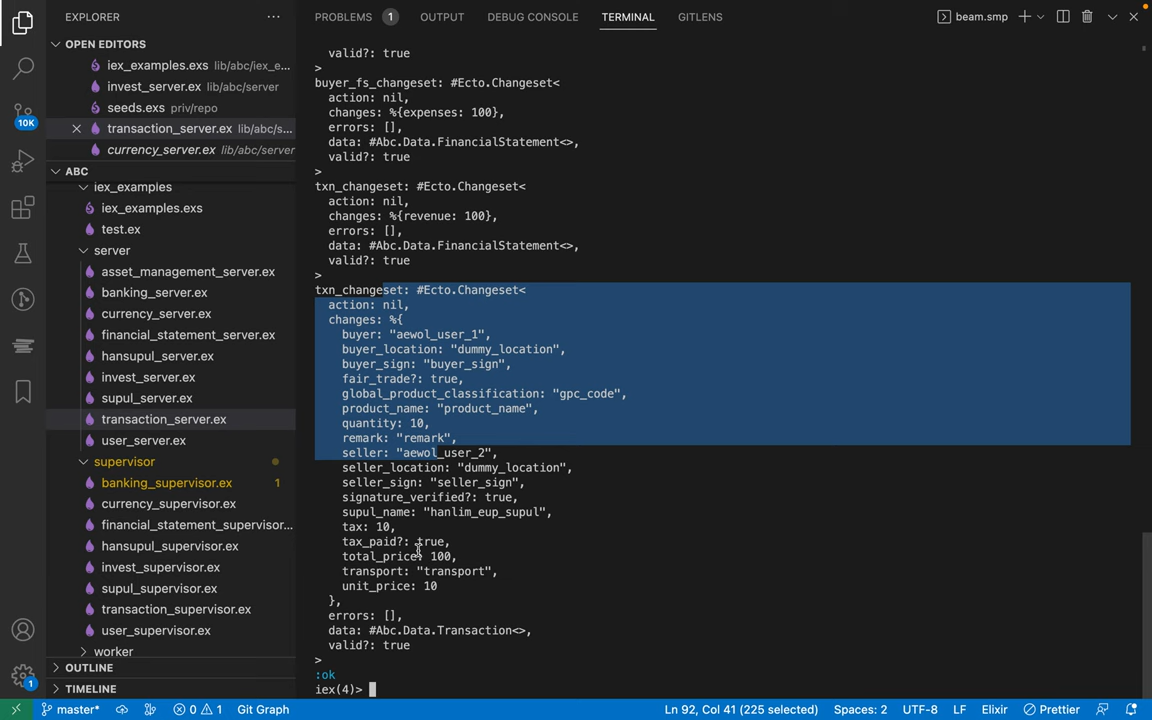 EXPLORER
OPEN EDITORS
iex_examples.exs lib/abc/iex_e...
invest_server.ex lib/abc/server
seeds.exs priv/repo
transaction_server.ex lib/abc/s...
currency_server.ex lib/abc/server
ABC
iex_examples
iex_examples.exs
test.ex
server
asset_management_server.ex
banking_server.ex
currency_server.ex
financial_statement_server.ex
hansupul_server.ex
invest_server.ex
supul_server.ex
transaction_server.ex
user_server.ex
supervisor
banking_supervisor.ex 1
currency_supervisor.ex
financial_statement_supervisor...
hansupul_supervisor.ex
invest_supervisor.ex
supul_supervisor.ex
transaction_supervisor.ex
user_supervisor.ex
worker
OUTLINE
TIMELINE
10K
1
PROBLEMS 1 OUTPUT DEBUG CONSOLE TERMINAL GITLENS beam.smp
valid?: true
>
buyer_fs_changeset: #Ecto.Changeset<
action: nil,
changes: %{expenses: 100},
errors: [],
data: #Abc.Data.FinancialStatement<>,
valid?: true
>
txn_changeset: #Ecto.Changeset<
action: nil,
changes: %{revenue: 100},
errors: [],
data: #Abc.Data.FinancialStatement<>,
valid?: true
>
txn_changeset: #Ecto.Changeset<
action: nil,
changes: %{
buyer: "aewol_user_1",
buyer_location: "dummy_location",
buyer_sign: "buyer_sign",
fair_trade?: true,
global_product_classification: "gpc_code",
product_name: "product_name",
quantity: 10,
remark: "remark",
seller: "aewol_user_2",
seller_location: "dummy_location",
seller_sign: "seller_sign",
signature_verified?: true,
supul_name: "hanlim_eup_supul",
tax: 10,
tax_paid?: true,
total_price: 100,
transport: "transport",
unit_price: 10
},
errors: [],
data: #Abc.Data.Transaction<>,
valid?: true
>
:ok
iex(4)>
master* 0 1 Git Graph Ln 92, Col 41 (225 selected) Spaces: 2 UTF-8 LF Elixir Prettier